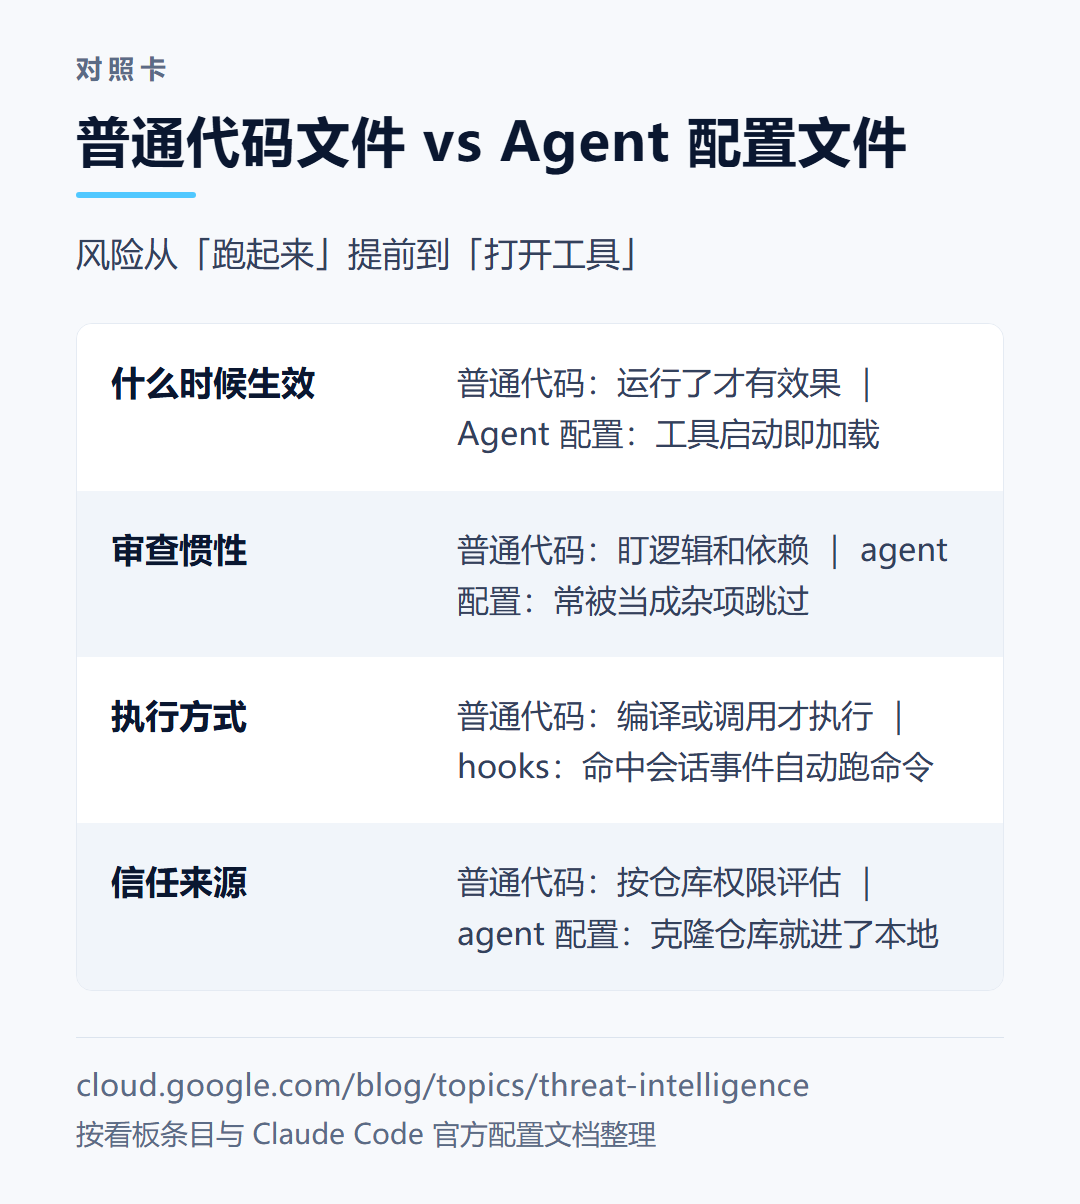 对照卡
普通代码文件 vs Agent 配置文件
风险从「跑起来」提前到「打开工具」
什么时候生效
普通代码：运行了才有效果 ｜
Agent 配置：工具启动即加载
审查惯性
普通代码：盯逻辑和依赖 ｜ agent
配置：常被当成杂项跳过
执行方式
普通代码：编译或调用才执行 ｜
hooks：命中会话事件自动跑命令
信任来源
普通代码：按仓库权限评估 ｜
agent 配置：克隆仓库就进了本地
cloud.google.com/blog/topics/threat-intelligence
按看板条目与 Claude Code 官方配置文档整理